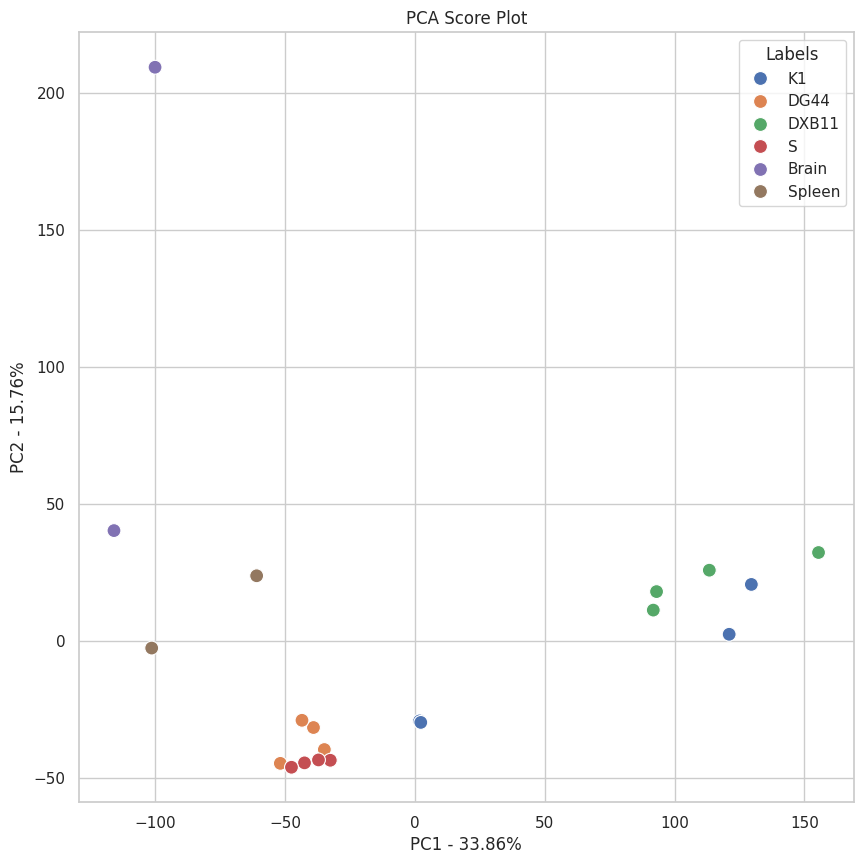 PCA Score Plot
Labels
K1
DG44
DXB11
S
Brain
Spleen
200
150
100
50
0
−50
PC2 - 15.76%
−100
−50
0
50
100
150
PC1 - 33.86%